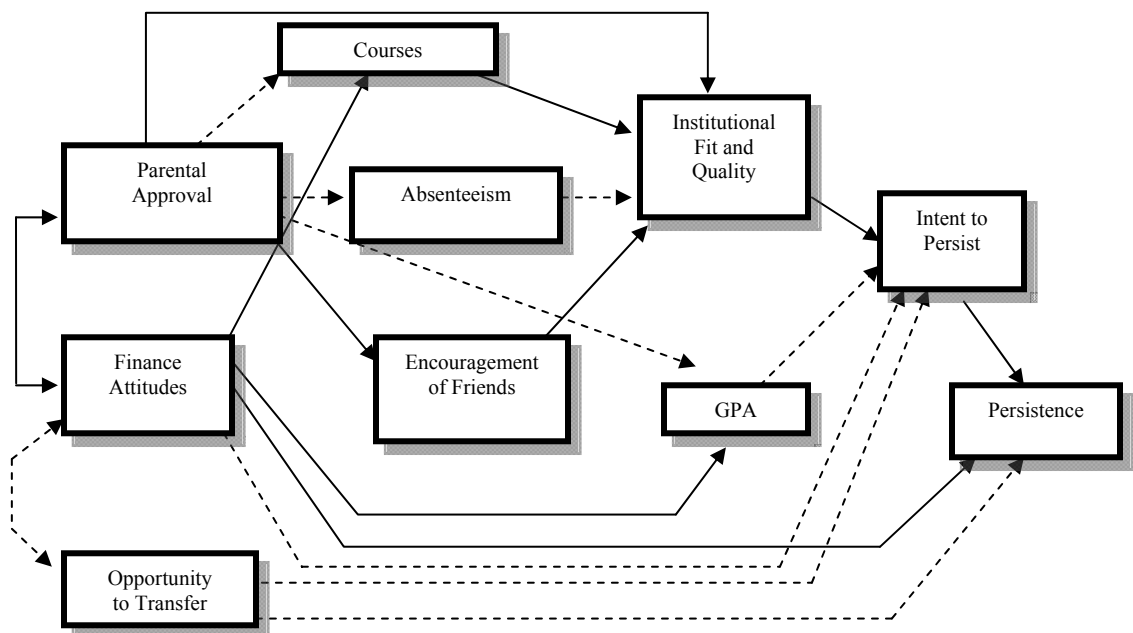 Courses
Institutional
Fit and
Quality
Parental
Approval
Absenteeism
Intent to
Persist
Finance
Attitudes
Encouragement
of Friends
GPA
Persistence
Opportunity
to Transfer